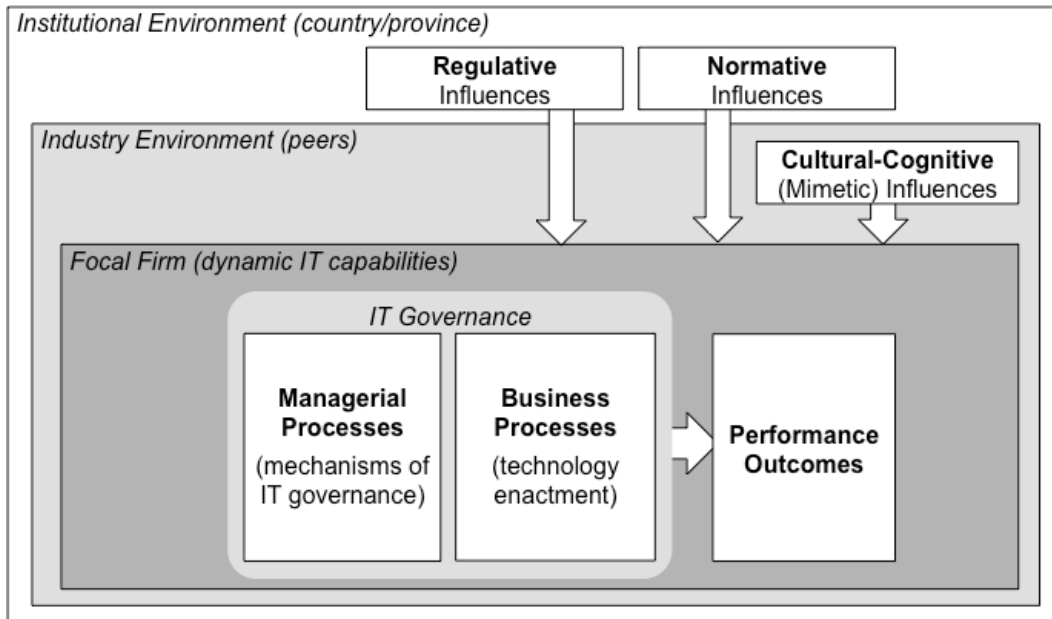 Institutional Environment (country/province)
Regulative
Influences
Normative
Influences
Industry Environment (peers)
Cultural-Cognitive
(Mimetic) Influences
Focal Firm (dynamic IT capabilities)
IT Governance
Managerial
Processes
(mechanisms of
IT governance)
Business
Processes
(technology
enactment)
Performance
Outcomes